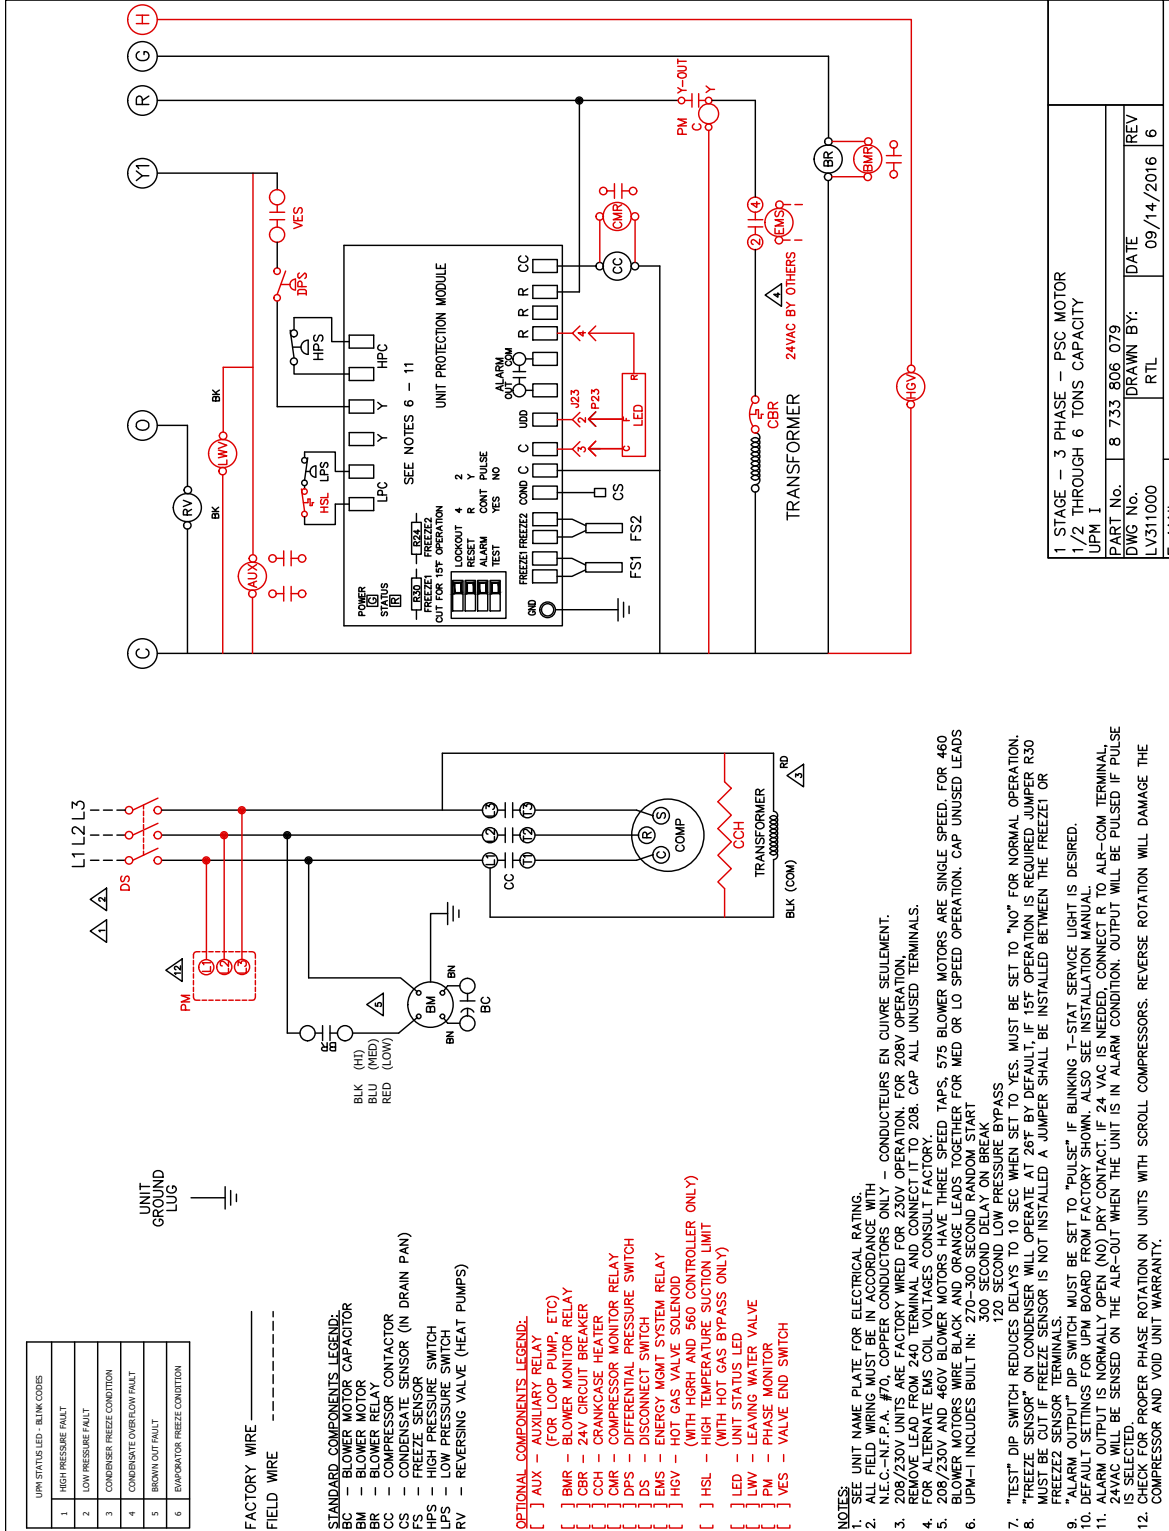 UPM STATUS LED - BLINK CODES
1 HIGH PRESSURE FAULT
2 LOW PRESSURE FAULT
3 CONDENSER FREEZE CONDITION
4 CONDENSATE OVERFLOW FAULT
5 BROWN OUT FAULT
6 EVAPORATOR FREEZE CONDITION
FACTORY WIRE
FIELD WIRE
STANDARD COMPONENTS LEGEND:
BC - BLOWER MOTOR CAPACITOR
BM - BLOWER MOTOR
BR - BLOWER RELAY
CC - COMPRESSOR CONTACTOR
CS - CONDENSATE SENSOR (IN DRAIN PAN)
FS - FREEZE SENSOR
HPS - HIGH PRESSURE SWITCH
LPS - LOW PRESSURE SWITCH
RV - REVERSING VALVE (HEAT PUMPS)
OPTIONAL COMPONENTS LEGEND:
[ ] AUX - AUXILIARY RELAY
(FOR LOOP PUMP, ETC)
[ ] BMR - BLOWER MONITOR RELAY
[ ] CBR - 24V CIRCUIT BREAKER
[ ] CCH - CRANKCASE HEATER
[ ] CMR - COMPRESSOR MONITOR RELAY
[ ] DPS - DIFFERENTIAL PRESSURE SWITCH
[ ] DS - DISCONNECT SWITCH
[ ] EMS - ENERGY MGMT SYSTEM RELAY
[ ] HGV - HOT GAS VALVE SOLENOID
(WITH HGRH AND 560 CONTROLLER ONLY)
[ ] HSL - HIGH TEMPERATURE SUCTION LIMIT
(WITH HOT GAS BYPASS ONLY)
[ ] LED - UNIT STATUS LED
[ ] LWV - LEAVING WATER VALVE
[ ] PM - PHASE MONITOR
[ ] VES - VALVE END SWITCH
NOTES:
1. SEE UNIT NAME PLATE FOR ELECTRICAL RATING.
2. ALL FIELD WIRING MUST BE IN ACCORDANCE WITH
N.E.C.-N.F.P.A. #70, COPPER CONDUCTORS ONLY - CONDUCTEURS EN CUIVRE SEULEMENT.
3. 208/230V UNITS ARE FACTORY WIRED FOR 230V OPERATION. FOR 208V OPERATION,
REMOVE LEAD FROM 240 TERMINAL AND CONNECT IT TO 208. CAP ALL UNUSED TERMINALS.
4. FOR ALTERNATE EMS COIL VOLTAGES CONSULT FACTORY.
5. 208/230V AND 460V BLOWER MOTORS HAVE THREE SPEED TAPS, 575 BLOWER MOTORS ARE SINGLE SPEED. FOR 460
BLOWER MOTORS WIRE BLACK AND ORANGE LEADS TOGETHER FOR MED OR LO SPEED OPERATION. CAP UNUSED LEADS
6. UPM-I INCLUDES BUILT IN: 270-300 SECOND RANDOM START
300 SECOND DELAY ON BREAK
120 SECOND LOW PRESSURE BYPASS
7. "TEST" DIP SWITCH REDUCES DELAYS TO 10 SEC WHEN SET TO YES. MUST BE SET TO "NO" FOR NORMAL OPERATION.
8. "FREEZE SENSOR" ON CONDENSER WILL OPERATE AT 26°F BY DEFAULT, IF 15°F OPERATION IS REQUIRED JUMPER R30
MUST BE CUT IF FREEZE SENSOR IS NOT INSTALLED A JUMPER SHALL BE INSTALLED BETWEEN THE FREEZE1 OR
FREEZE2 SENSOR TERMINALS.
9. "ALARM OUTPUT" DIP SWITCH MUST BE SET TO "PULSE" IF BLINKING T-STAT SERVICE LIGHT IS DESIRED.
10. DEFAULT SETTINGS FOR UPM BOARD FROM FACTORY SHOWN. ALSO SEE INSTALLATION MANUAL.
11. ALARM OUTPUT IS NORMALLY OPEN (NO) DRY CONTACT. IF 24 VAC IS NEEDED, CONNECT R TO ALR-COM TERMINAL,
24VAC WILL BE SENSED ON THE ALR-OUT WHEN THE UNIT IS IN ALARM CONDITION. OUTPUT WILL BE PULSED IF PULSE
IS SELECTED.
12. CHECK FOR PROPER PHASE ROTATION ON UNITS WITH SCROLL COMPRESSORS. REVERSE ROTATION WILL DAMAGE THE
COMPRESSOR AND VOID UNIT WARRANTY.
UNIT
GROUND
LUG
1 2
L1 L2 L3
DS
12
PM
L1
L2
L3
BR
BLK (HI)
BLU (MED)
RED (LOW)
5
BM
BN
BN
BC
L1 L2 L3
CC
T1 T2 T3
C R S
COMP
CCH
TRANSFORMER
BLK (COM)
RD
3
C O Y1 R G H
RV
BK LWV BK
AUX
VES
DPS
HPS
HSL LPS
LPC Y Y HPC
SEE NOTES 6 - 11
UNIT PROTECTION MODULE
POWER
G
STATUS
R
R30 R24
FREEZE1 FREEZE2
CUT FOR 15°F OPERATION
LOCKOUT 4 2
RESET R Y
ALARM CONT PULSE
TEST YES NO
GND FREEZE1 FREEZE2 COND C C UDD ALARM
OUT COM
R R R CC
FS1 FS2 CS
3 2 4
J23
P23
C F R
LED
CC
CMR
PM
Y-OUT
C Y
TRANSFORMER
CBR
2 4
EMS
4
24VAC BY OTHERS
BR
BMR
HGV
1 STAGE - 3 PHASE - PSC MOTOR
1/2 THROUGH 6 TONS CAPACITY
UPM I
PART No. 8 733 806 079
DWG No. DRAWN BY: DATE REV
LV311000 RTL 09/14/2016 6